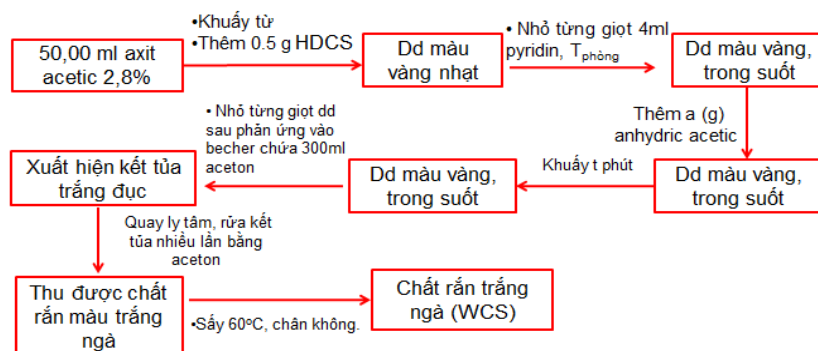 50,00 ml axit
acetic 2,8%
•Khuấy từ
•Thêm 0.5 g HDCS
Dd màu
vàng nhạt
•Nhỏ từng giọt 4ml
pyridin, Tphòng
Dd màu vàng,
trong suốt
Thêm a (g)
anhydric acetic
Dd màu vàng,
trong suốt
Khuấy t phút
Dd màu vàng,
trong suốt
•Nhỏ từng giọt dd
sau phản ứng vào
becher chứa 300ml
aceton
Xuất hiện kết tủa
trắng đục
Quay ly tâm, rửa kết
tủa nhiều lần bằng
aceton
Thu được chất
rắn màu trắng
ngà
•Sấy 60ºC, chân không.
Chất rắn trắng
ngà (WCS)